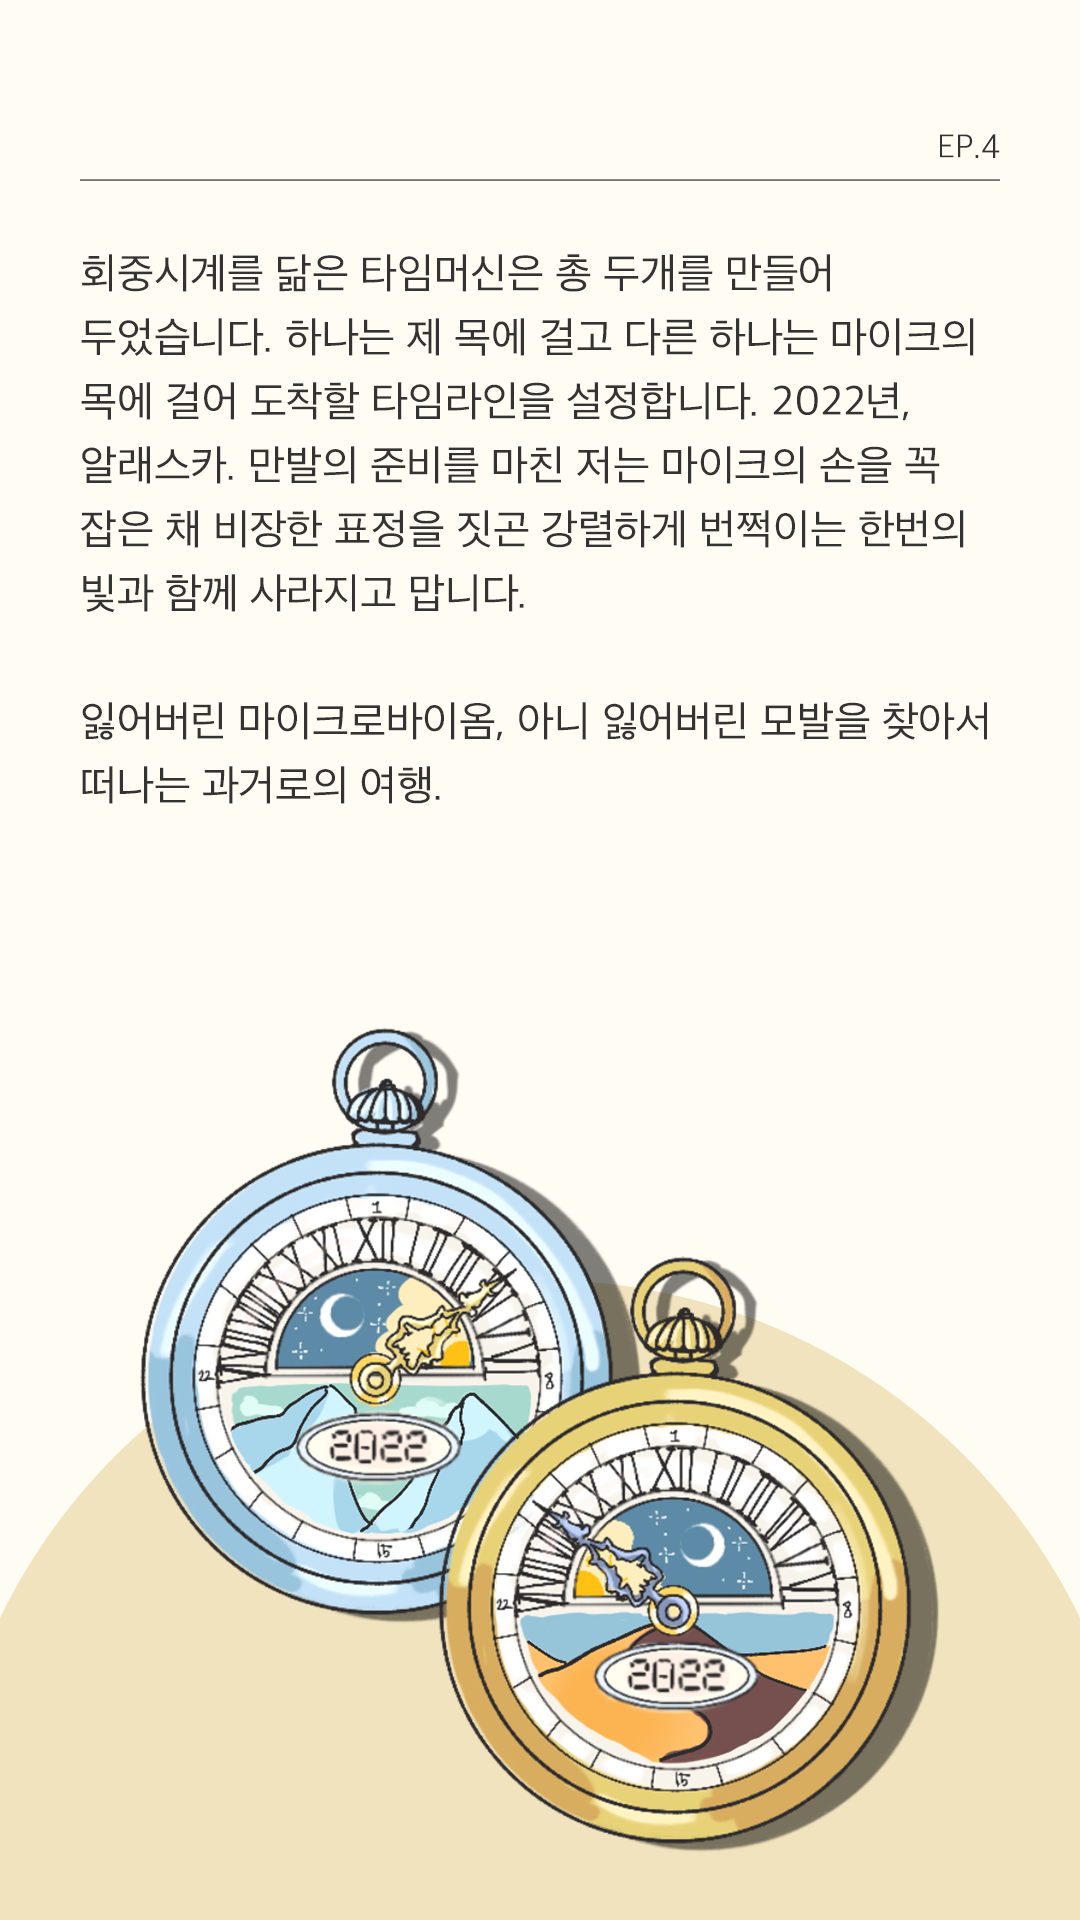 EP.4
회중시계를 닮은 타임머신은 총 두개를 만들어
두었습니다. 하나는 제 목에 걸고 다른 하나는 마이크의
목에 걸어 도착할 타임라인을 설정합니다. 2022년,
알래스카. 만발의 준비를 마친 저는 마이크의 손을 꼭
잡은 채 비장한 표정을 짓곤 강렬하게 번쩍이는 한번의
빛과 함께 사라지고 맙니다.
잃어버린 마이크로바이옴, 아니 잃어버린 모발을 찾아서
떠나는 과거로의 여행.
1
XII
22
8
2022
15
1
XII
22
8
2022
15